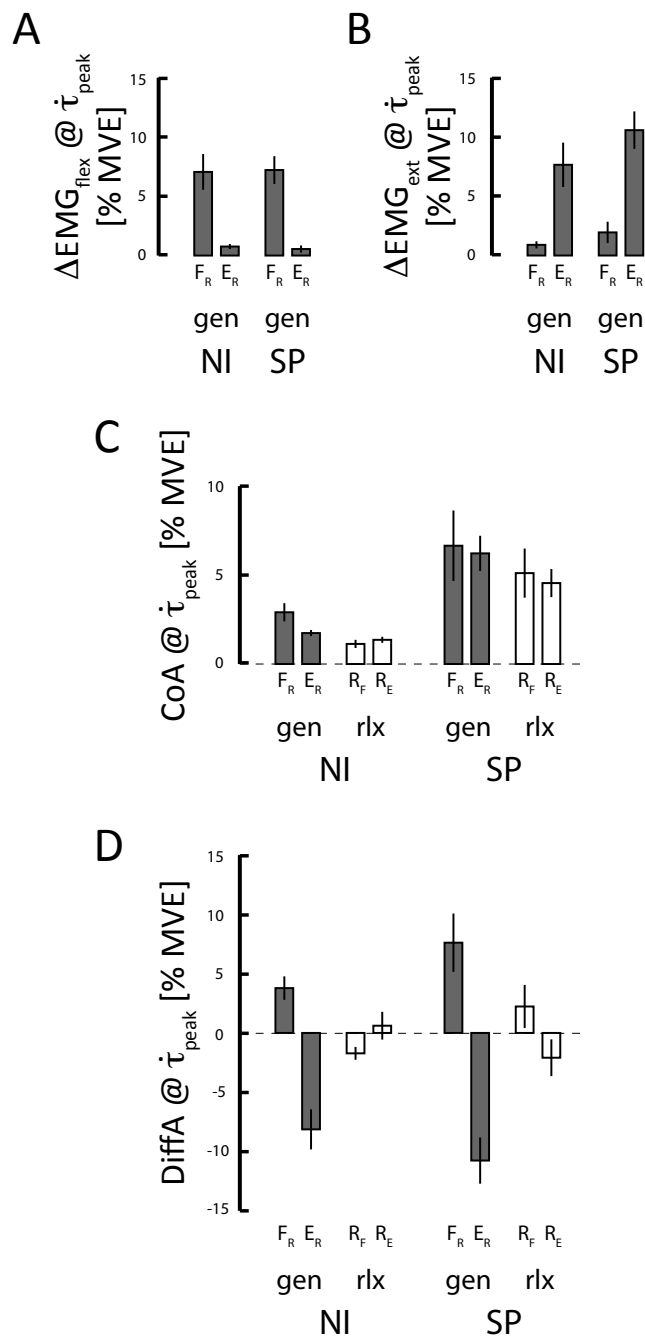 A
ΔEMG_flex @ τ̇_peak
[% MVE]
15
10
5
0
F_R E_R
gen
NI
F_R E_R
gen
SP
B
ΔEMG_ext @ τ̇_peak
[% MVE]
15
10
5
0
F_R E_R
gen
NI
F_R E_R
gen
SP
C
CoA @ τ̇_peak [% MVE]
10
5
0
F_R E_R R_F R_E
gen rlx
NI
F_R E_R R_F R_E
gen rlx
SP
D
DiffA @ τ̇_peak [% MVE]
15
10
5
0
-5
-10
-15
F_R E_R R_F R_E
gen rlx
NI
F_R E_R R_F R_E
gen rlx
SP